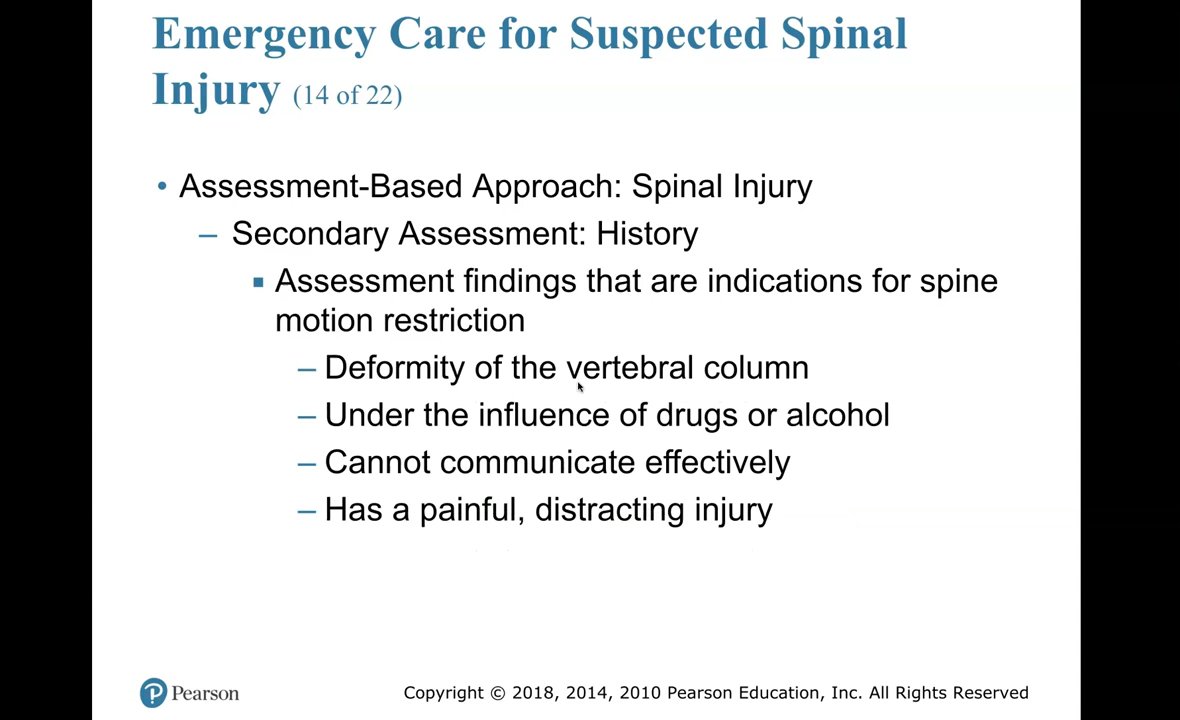 Emergency Care for Suspected Spinal
Injury (14 of 22)
• Assessment-Based Approach: Spinal Injury
– Secondary Assessment: History
▪ Assessment findings that are indications for spine
motion restriction
– Deformity of the vertebral column
– Under the influence of drugs or alcohol
– Cannot communicate effectively
– Has a painful, distracting injury
P Pearson
Copyright © 2018, 2014, 2010 Pearson Education, Inc. All Rights Reserved